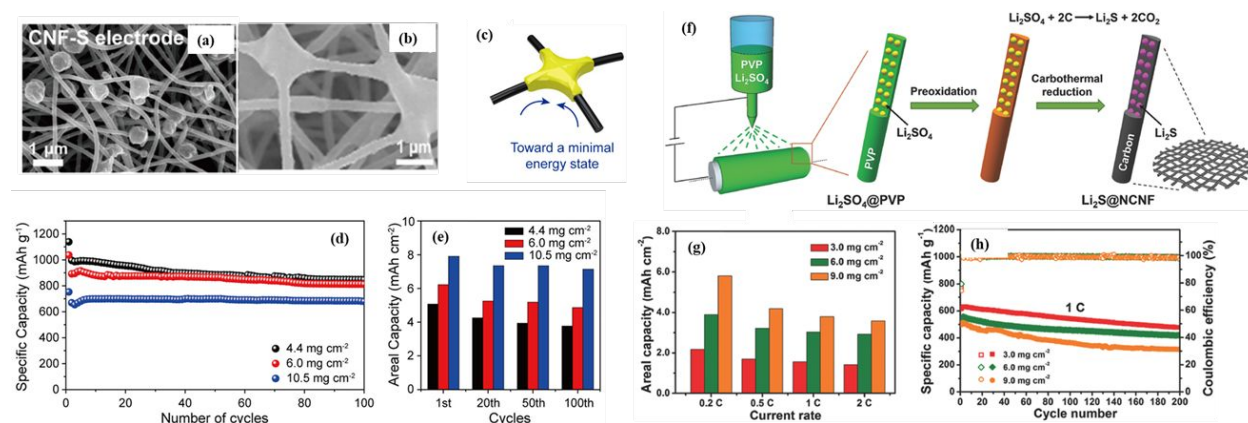 CNF-S electrode (a)
1 μm
(b)
1 μm
(c)
Toward a minimal
energy state
(d)
Specific Capacity (mAh g⁻¹)
1200
1000
800
600
400
200
0
4.4 mg cm⁻²
6.0 mg cm⁻²
10.5 mg cm⁻²
0 20 40 60 80 100
Number of cycles
(e)
Areal Capacity (mAh cm⁻²)
10
8
6
4
2
0
4.4 mg cm⁻²
6.0 mg cm⁻²
10.5 mg cm⁻²
1st 20th 50th 100th
Cycles
(f)
PVP
Li₂SO₄
Li₂SO₄ + 2C → Li₂S + 2CO₂
Preoxidation
Carbothermal
reduction
Li₂SO₄
Li₂S
PVP
Carbon
Li₂SO₄@PVP
Li₂S@NCNF
(g)
Areal capacity (mAh cm⁻²)
8.0
6.0
4.0
2.0
0.0
3.0 mg cm⁻²
6.0 mg cm⁻²
9.0 mg cm⁻²
0.2 C 0.5 C 1 C 2 C
Current rate
(h)
Specific capacity (mAh g⁻¹)
1200
1000
800
600
400
200
0
1 C
3.0 mg cm⁻²
6.0 mg cm⁻²
9.0 mg cm⁻²
0 20 40 60 80 100 120 140 160 180 200
Cycle number
100
90
80
70
60
50
40
30
20
10
0
Coulombic efficiency (%)